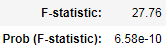 F-statistic: 27.76
Prob (F-statistic): 6.58e-10